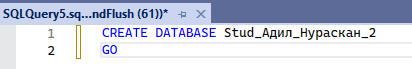 SQLQuery5.sq...ndFlush (61))*
1 CREATE DATABASE Stud_Адил_Нураскан_2
2 GO